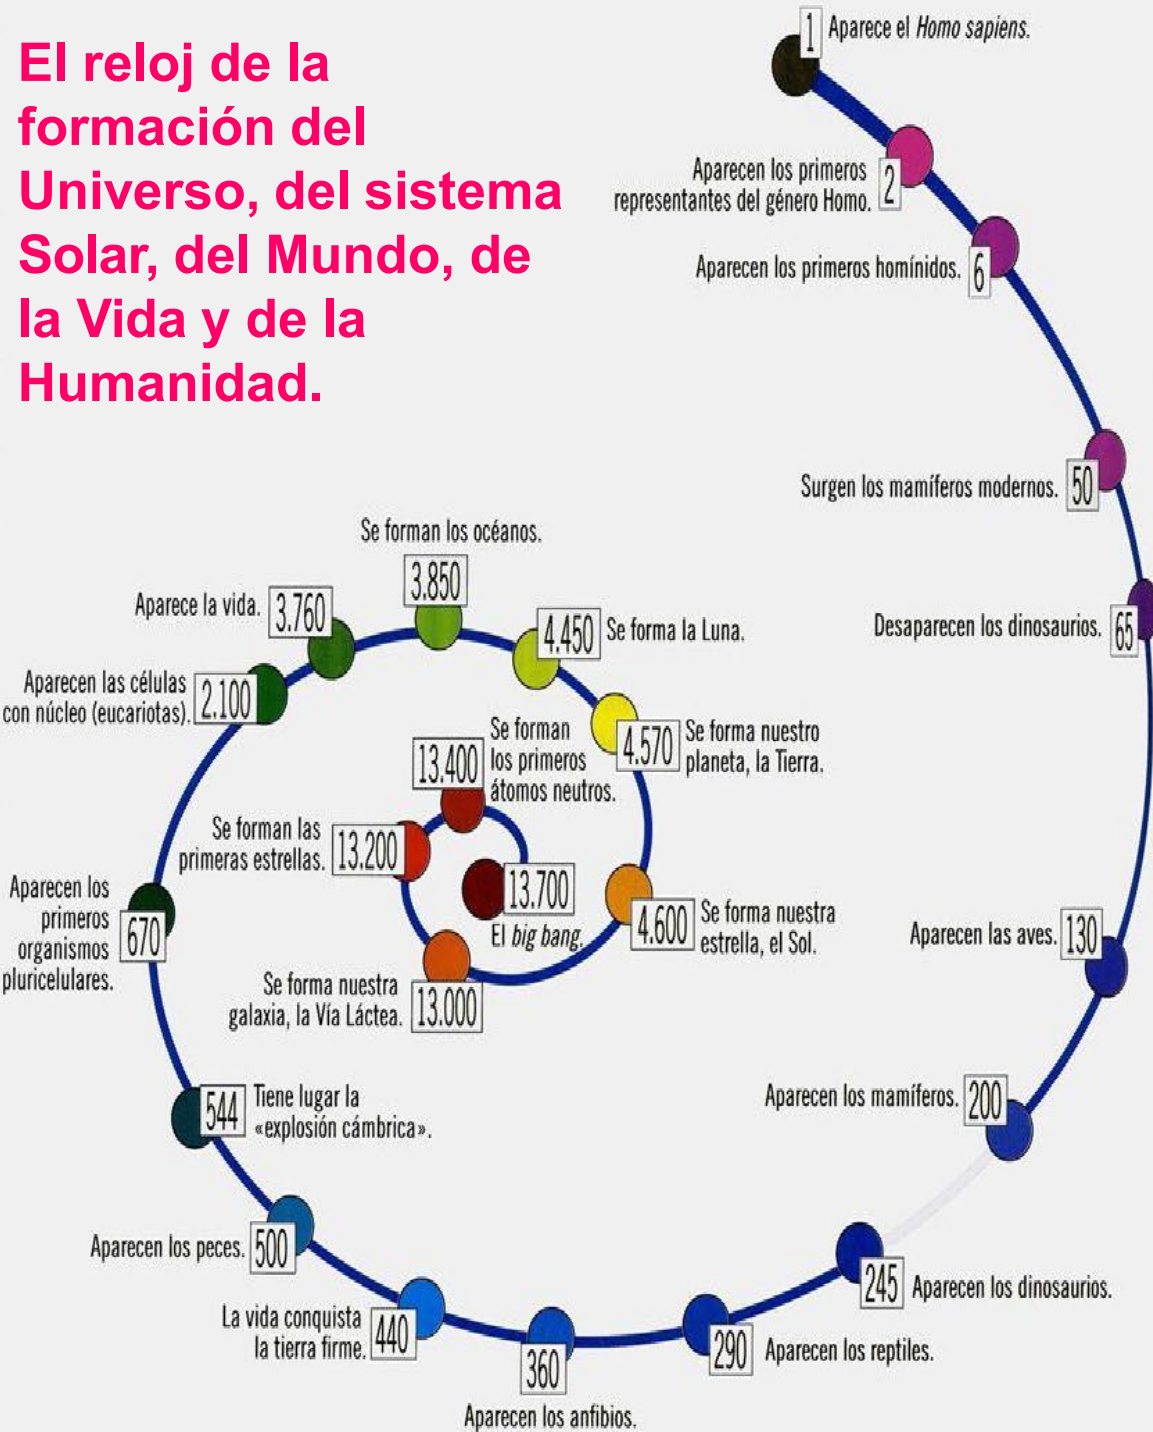 El reloj de la
formación del
Universo, del sistema
Solar, del Mundo, de
la Vida y de la
Humanidad.
1
Aparece el Homo sapiens.
Aparecen los primeros
representantes del género Homo.
2
Aparecen los primeros homínidos.
6
Surgen los mamíferos modernos.
50
Desaparecen los dinosaurios.
65
Aparecen las aves.
130
Aparecen los mamíferos.
200
245
Aparecen los dinosaurios.
290
Aparecen los reptiles.
360
Aparecen los anfibios.
La vida conquista
la tierra firme.
440
Aparecen los peces.
500
544
Tiene lugar la
«explosión cámbrica».
Aparecen los
primeros
organismos
pluricelulares.
670
Aparecen las células
con núcleo (eucariotas).
2.100
Aparece la vida.
3.760
Se forman los océanos.
3.850
4.450
Se forma la Luna.
4.570
Se forma nuestro
planeta, la Tierra.
4.600
Se forma nuestra
estrella, el Sol.
Se forma nuestra
galaxia, la Vía Láctea.
13.000
Se forman las
primeras estrellas.
13.200
13.400
Se forman
los primeros
átomos neutros.
13.700
El big bang.